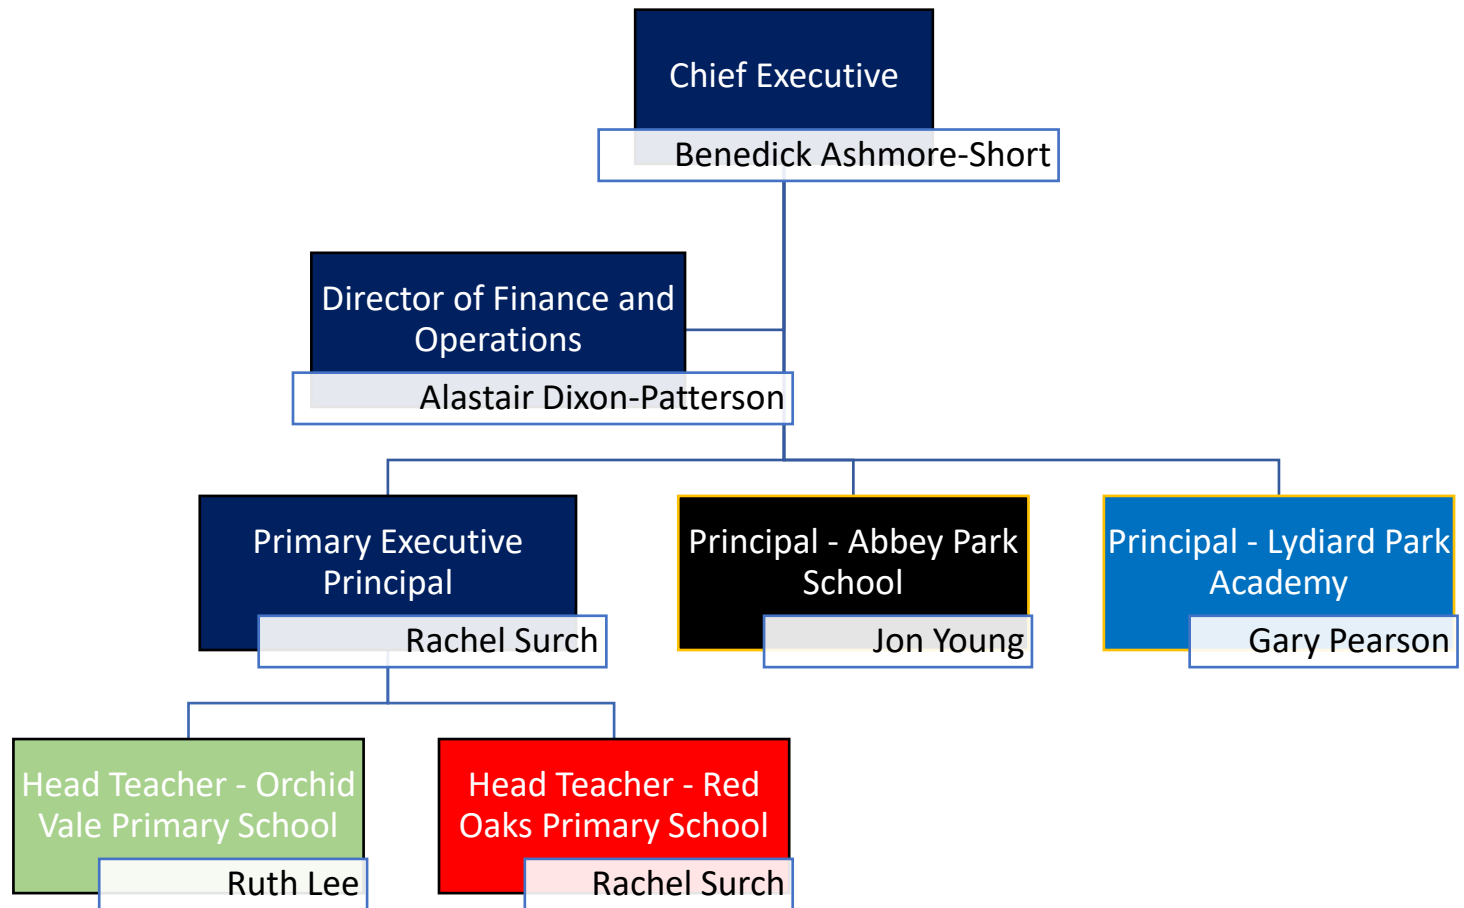 Chief Executive
Benedick Ashmore-Short
Director of Finance and
Operations
Alastair Dixon-Patterson
Primary Executive
Principal
Rachel Surch
Principal - Abbey Park
School
Jon Young
Principal - Lydiard Park
Academy
Gary Pearson
Head Teacher - Orchid
Vale Primary School
Ruth Lee
Head Teacher - Red
Oaks Primary School
Rachel Surch